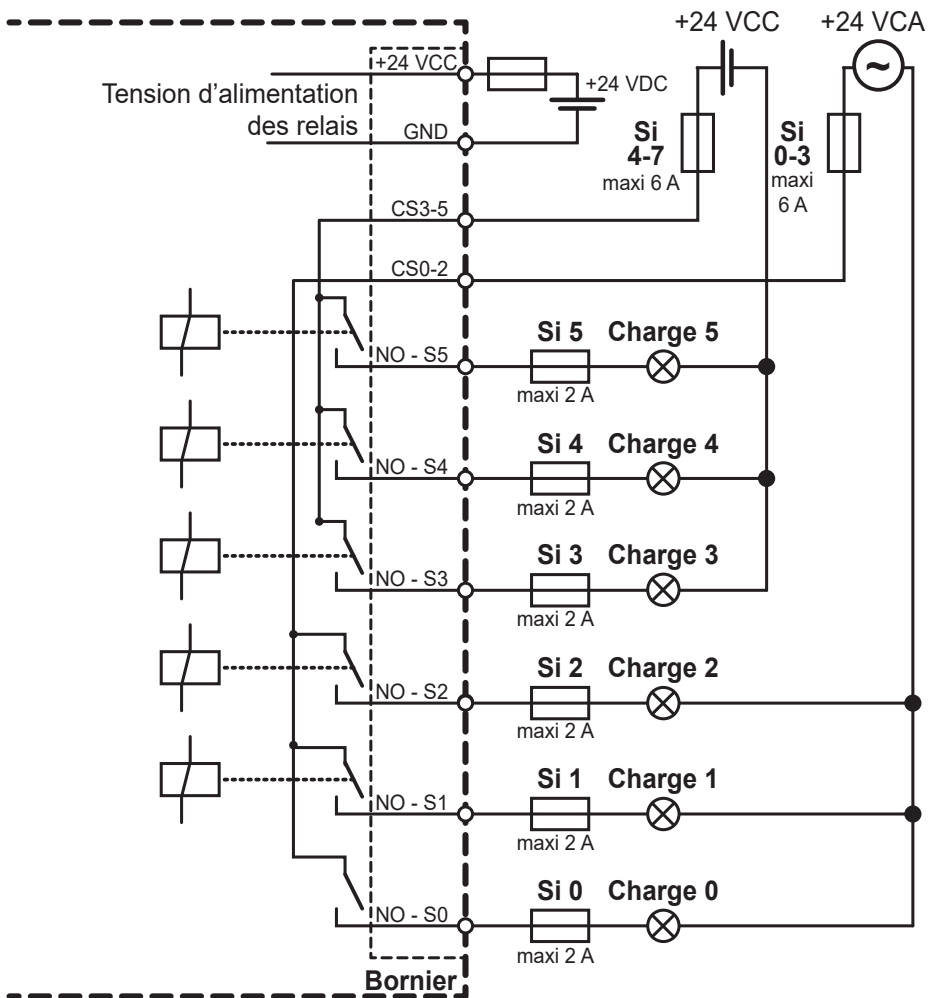 +24 VCC
+24 VCA
+24 VCC
+24 VDC
Tension d’alimentation
des relais
GND
Si
4-7
maxi 6 A
Si
0-3
maxi
6 A
CS3-5
CS0-2
Si 5 Charge 5
NO - S5
maxi 2 A
Si 4 Charge 4
NO - S4
maxi 2 A
Si 3 Charge 3
NO - S3
maxi 2 A
Si 2 Charge 2
NO - S2
maxi 2 A
Si 1 Charge 1
NO - S1
maxi 2 A
Si 0 Charge 0
NO - S0
maxi 2 A
Bornier